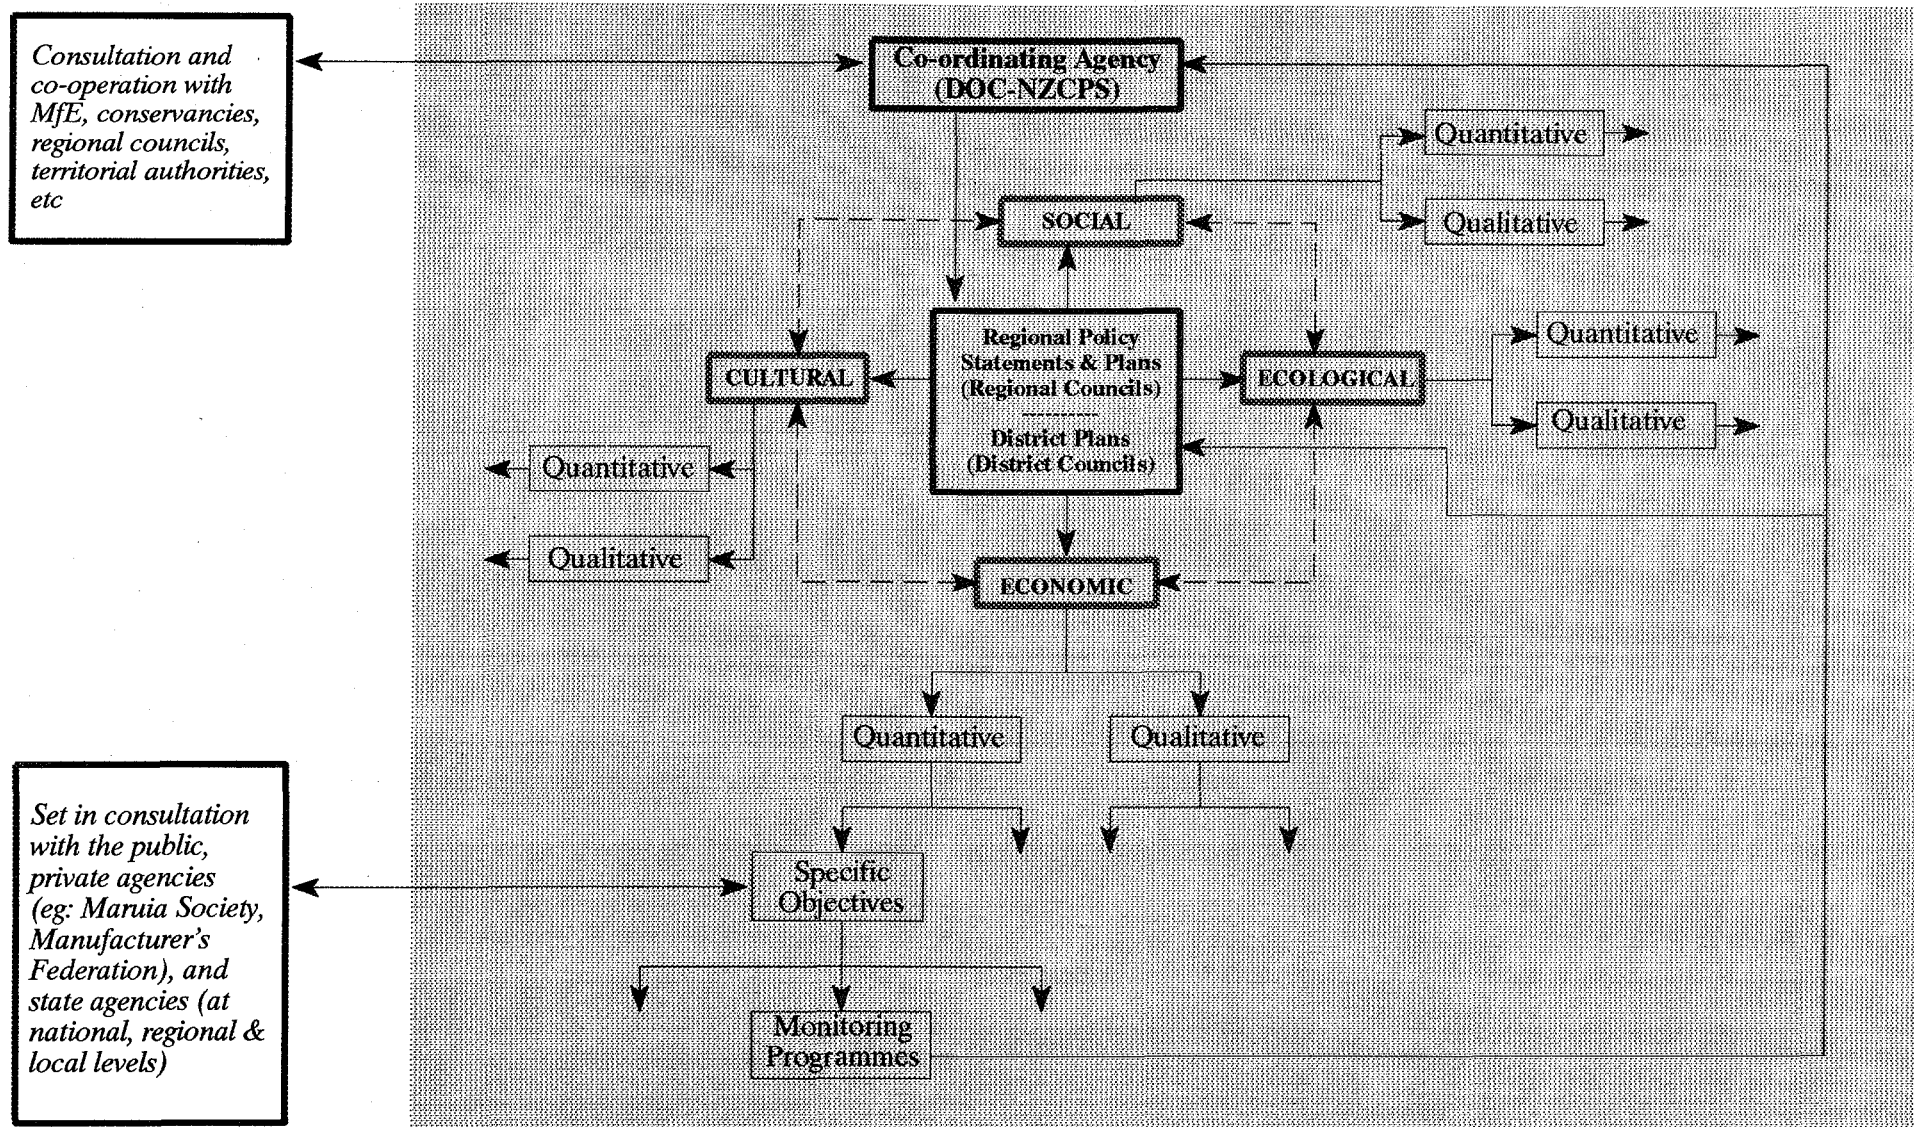 Consultation and
co-operation with
MfE, conservancies,
regional councils,
territorial authorities,
etc
Co-ordinating Agency
(DOC-NZCPS)
Quantitative
Qualitative
SOCIAL
Regional Policy
Statements & Plans
(Regional Councils)
----------
District Plans
(District Councils)
CULTURAL
ECOLOGICAL
Quantitative
Qualitative
Quantitative
Qualitative
ECONOMIC
Quantitative
Qualitative
Specific
Objectives
Monitoring
Programmes
Set in consultation
with the public,
private agencies
(eg: Maruia Society,
Manufacturer's
Federation), and
state agencies (at
national, regional &
local levels)